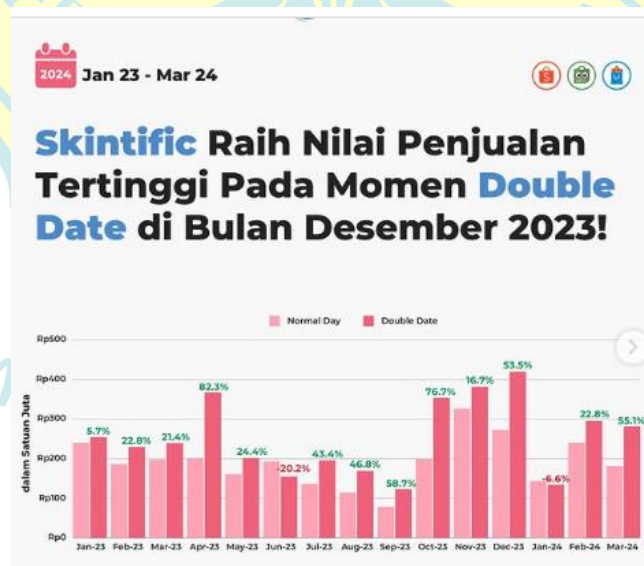 2024 Jan 23 - Mar 24
Skintific Raih Nilai Penjualan
Tertinggi Pada Momen Double
Date di Bulan Desember 2023!
Normal Day Double Date
dalam Satuan Juta
Rp500
Rp400
Rp300
Rp200
Rp100
Rp0
5.7% 22.8% 21.4% 82.3% 24.4% -20.2% 43.4% 46.8% 58.7% 76.7% 16.7% 53.5% -6.6% 22.8% 55.1%
Jan-23 Feb-23 Mar-23 Apr-23 May-23 Jun-23 Jul-23 Aug-23 Sep-23 Oct-23 Nov-23 Dec-23 Jan-24 Feb-24 Mar-24